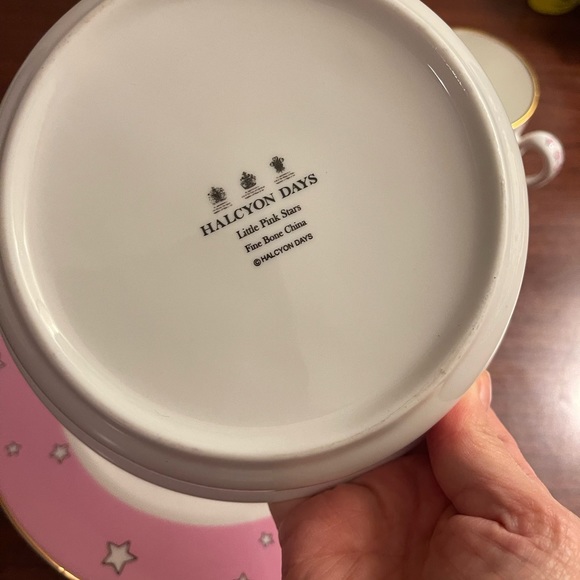 HALCYON DAYS
Little Pink Stars
Fine Bone China
©HALCYON DAYS